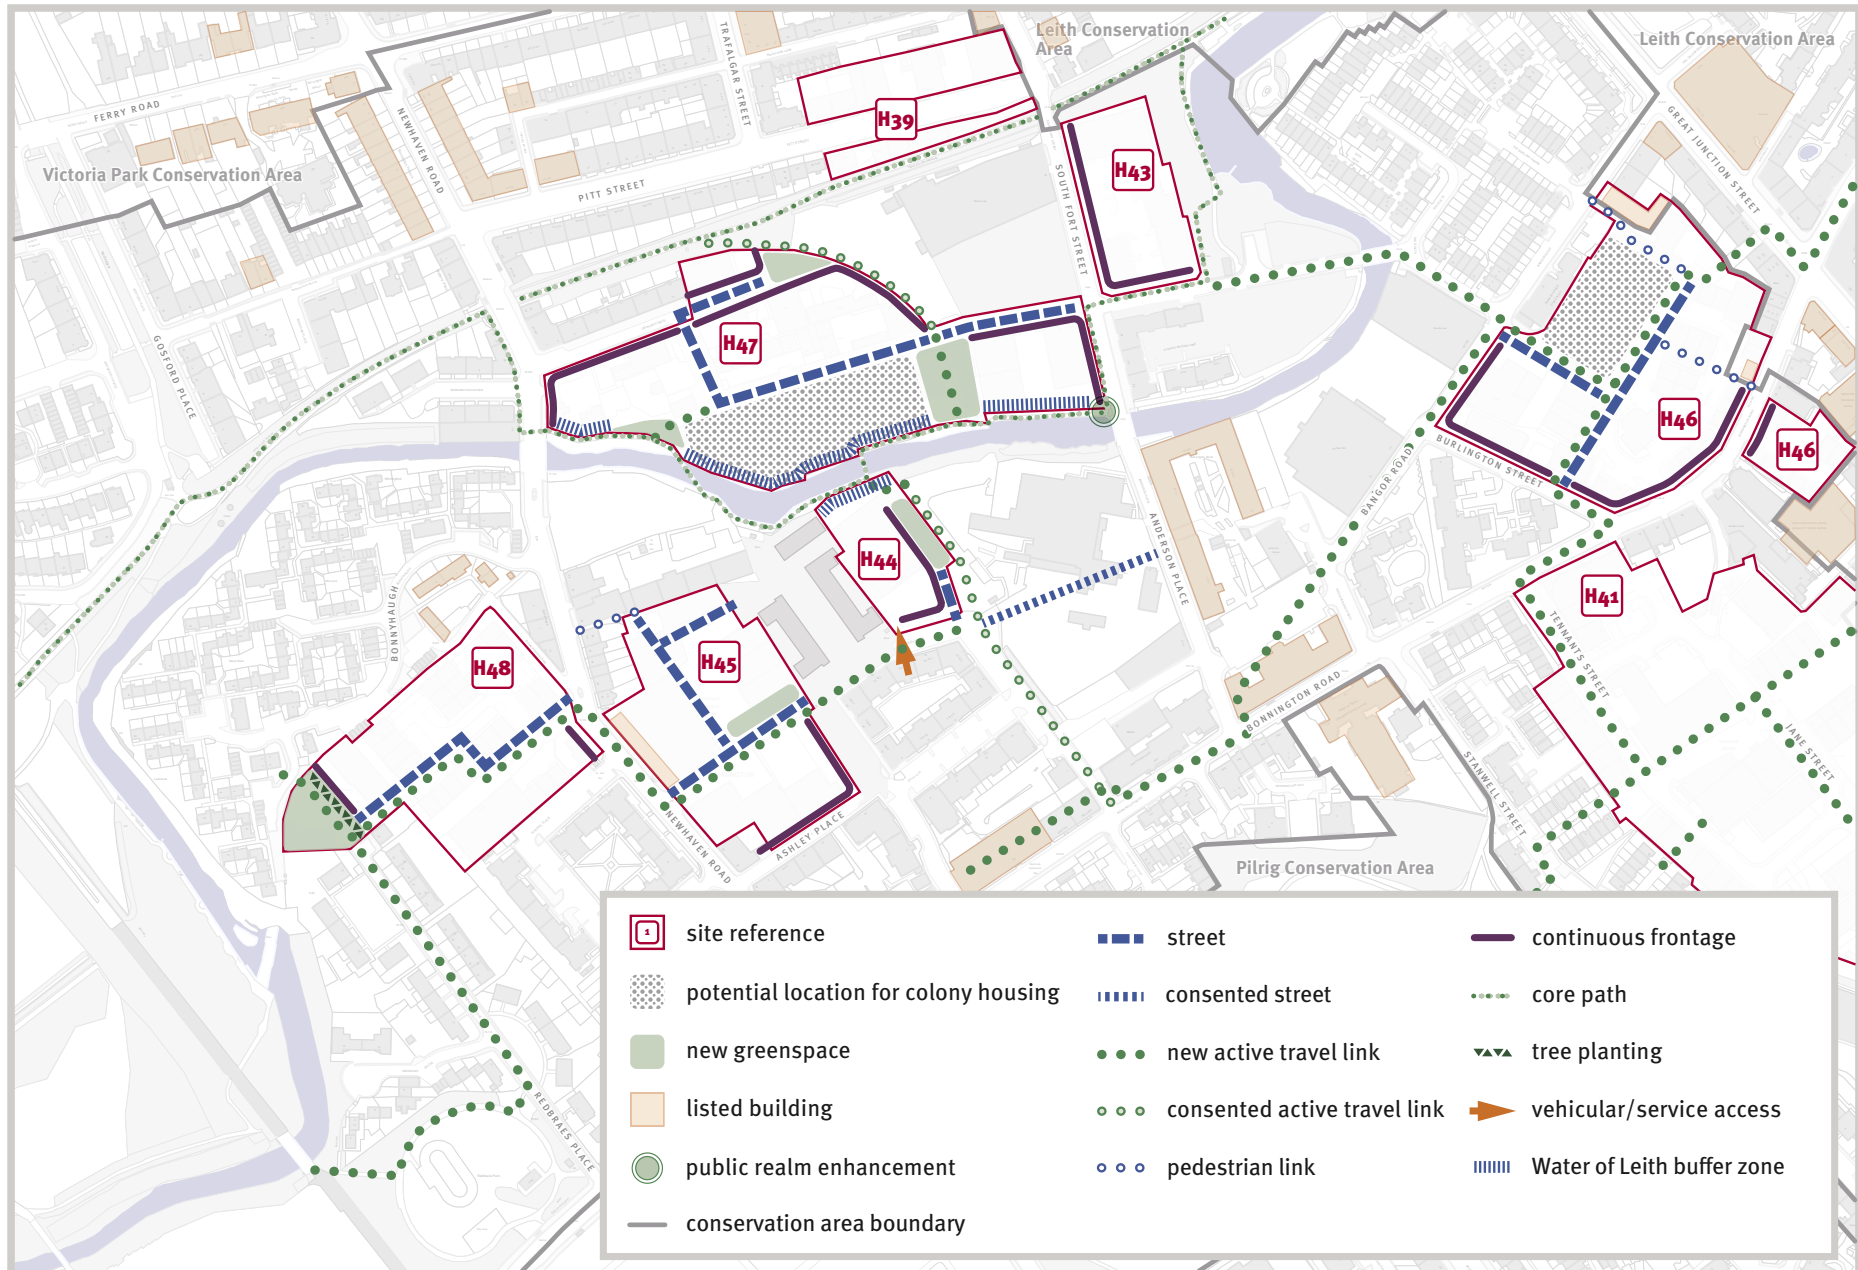 Leith Conservation
Area
Leith Conservation Area
Victoria Park Conservation Area
FERRY ROAD
NEWHAVEN ROAD
TRAFALGAR STREET
PITT STREET
SOUTH FORT STREET
GREAT JUNCTION STREET
GOSFORD PLACE
H39
H43
H47
H46
H46
BURLINGTON STREET
BANGOR ROAD
ANDERSON PLACE
H44
H41
BONNYHAUGH
H48
H45
TENNANTS STREET
BONNINGTON ROAD
STANWELL STREET
JANE STREET
NEWHAVEN ROAD
ASHLEY PLACE
Pilrig Conservation Area
REDBRAES PLACE
1
site reference
potential location for colony housing
new greenspace
listed building
public realm enhancement
conservation area boundary
street
consented street
new active travel link
consented active travel link
pedestrian link
continuous frontage
core path
tree planting
vehicular/service access
Water of Leith buffer zone